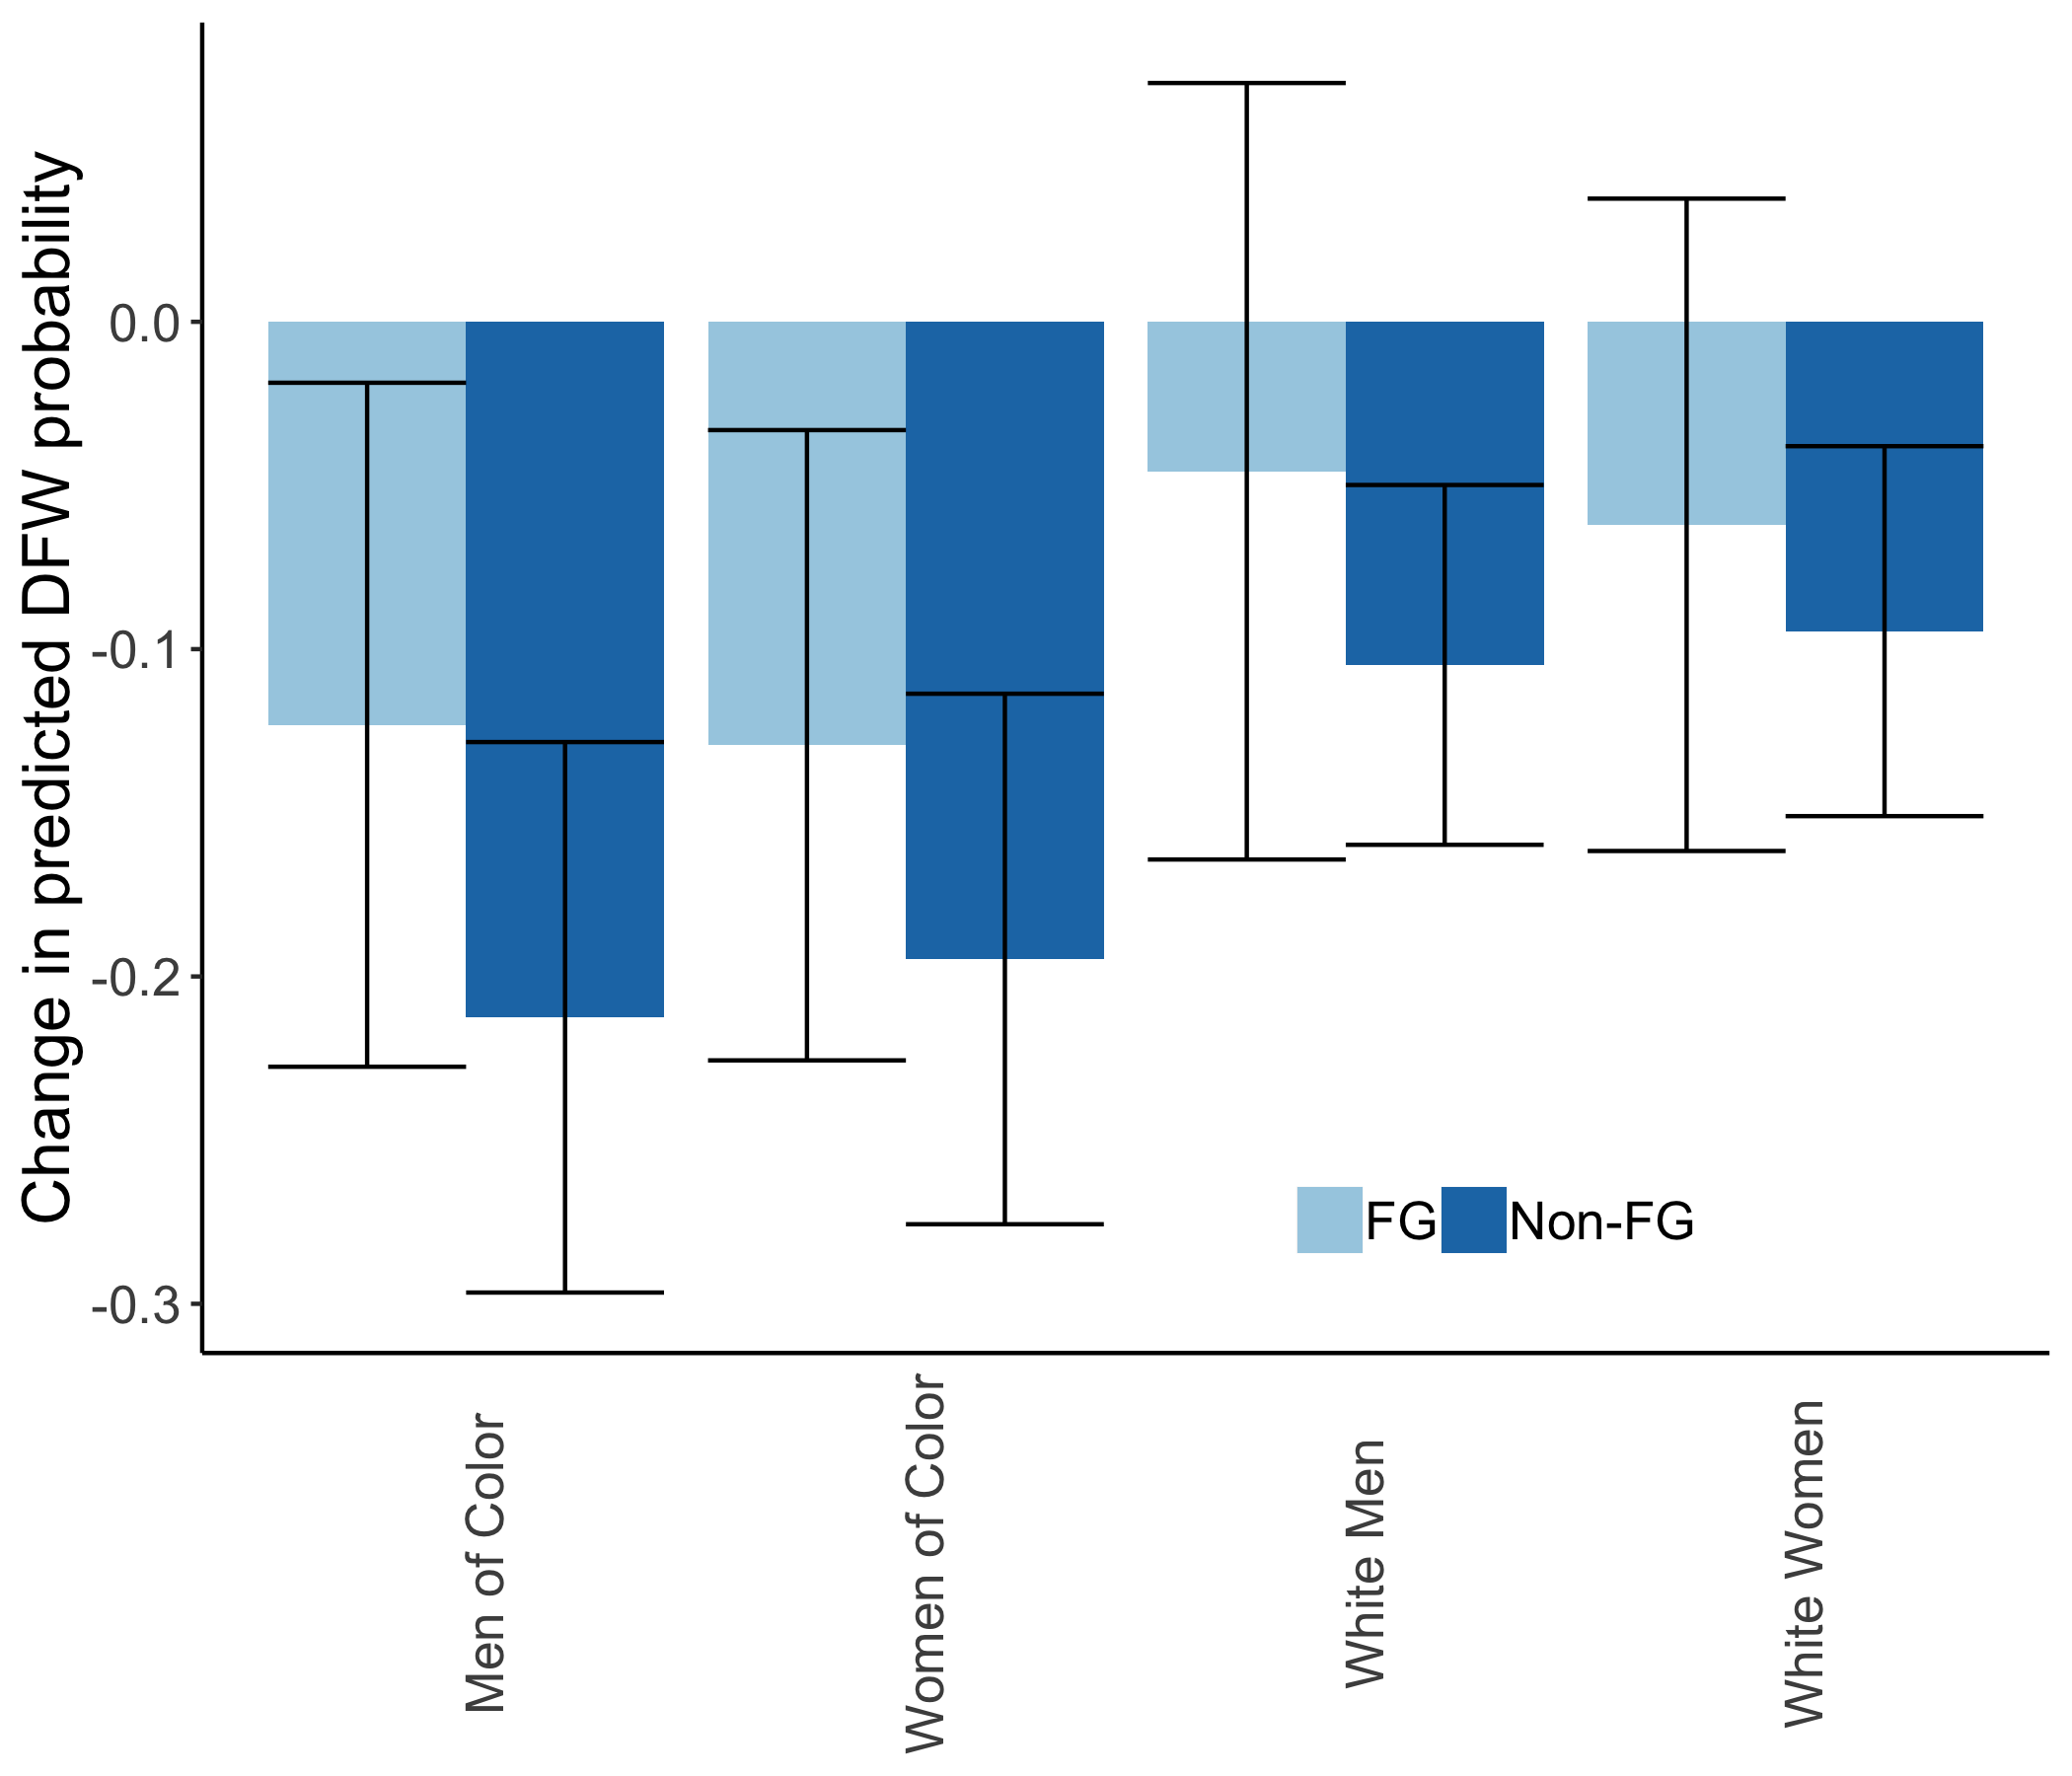 Change in predicted DFW probability
0.0
-0.1
-0.2
-0.3
FG
Non-FG
Men of Color
Women of Color
White Men
White Women